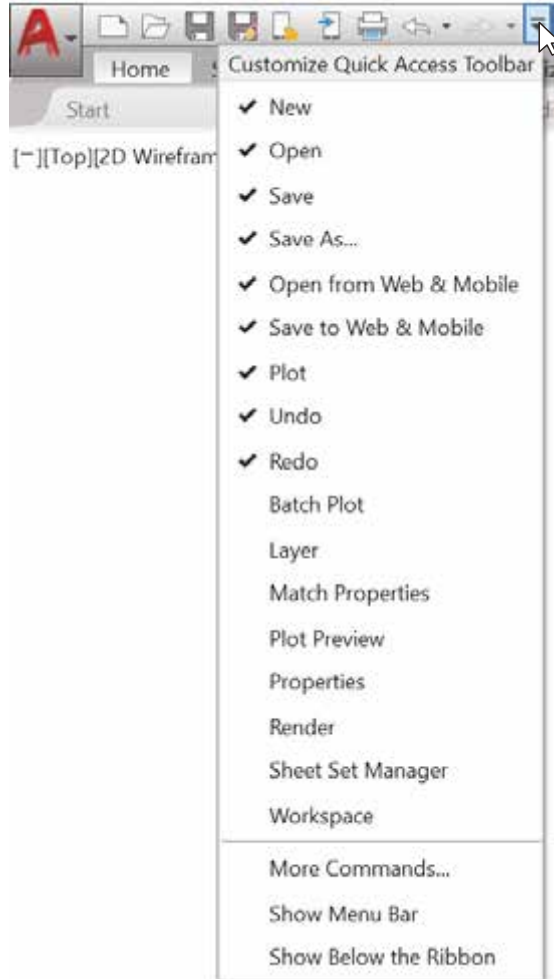 A
Home
Customize Quick Access Toolbar
Start
New
[-][Top][2D Wirefram
Open
Save
Save As...
Open from Web & Mobile
Save to Web & Mobile
Plot
Undo
Redo
Batch Plot
Layer
Match Properties
Plot Preview
Properties
Render
Sheet Set Manager
Workspace
More Commands...
Show Menu Bar
Show Below the Ribbon